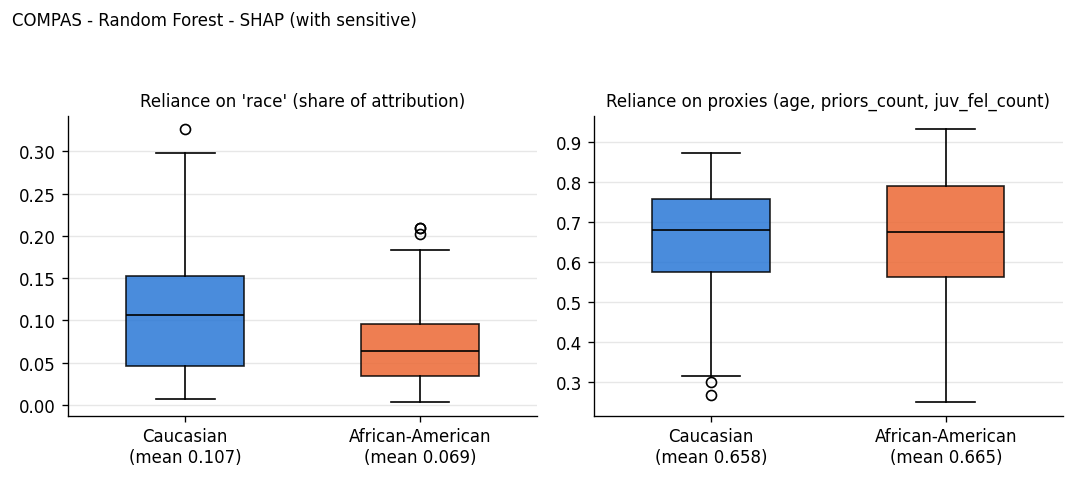 COMPAS - Random Forest - SHAP (with sensitive)
Reliance on 'race' (share of attribution)
0.30
0.25
0.20
0.15
0.10
0.05
0.00
Caucasian
(mean 0.107)
African-American
(mean 0.069)
Reliance on proxies (age, priors_count, juv_fel_count)
0.9
0.8
0.7
0.6
0.5
0.4
0.3
Caucasian
(mean 0.658)
African-American
(mean 0.665)